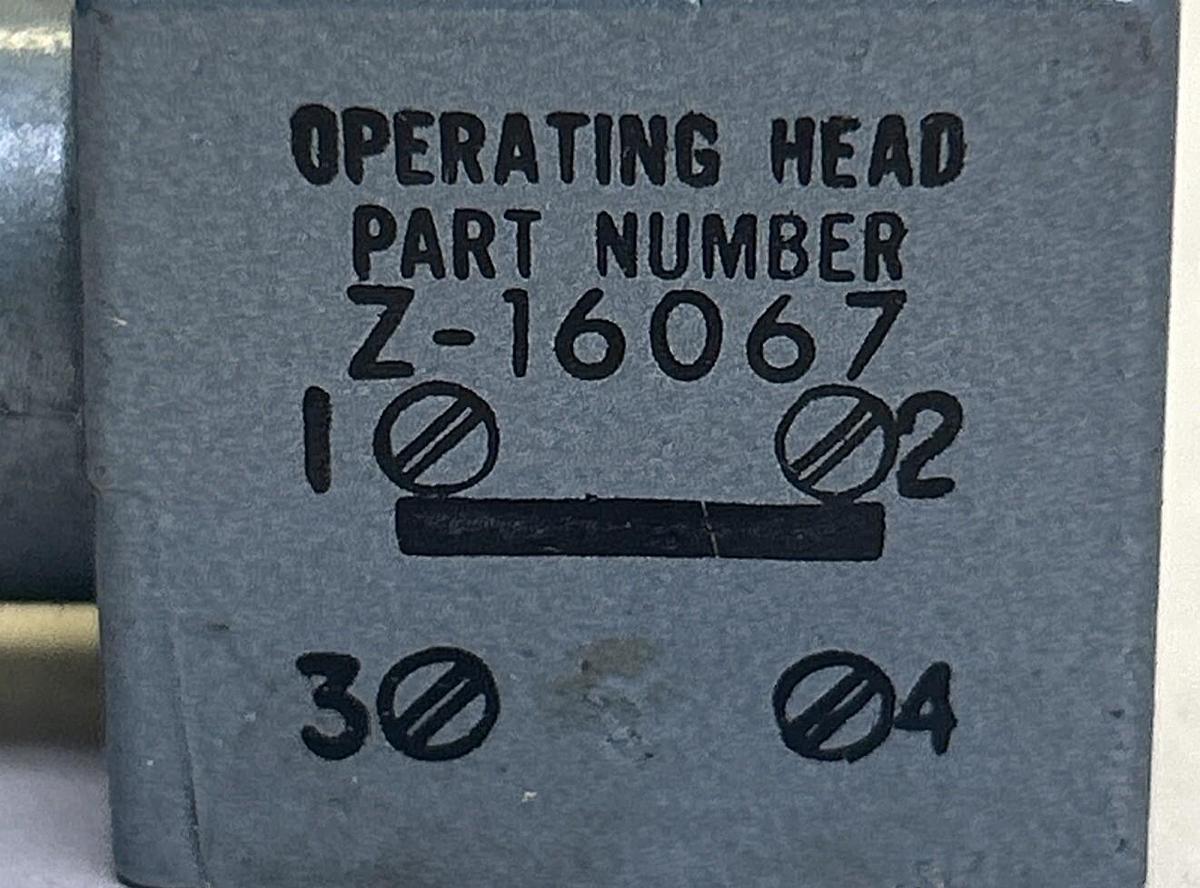 OPERATING HEAD
PART NUMBER
Z-16067
1 2
3 4